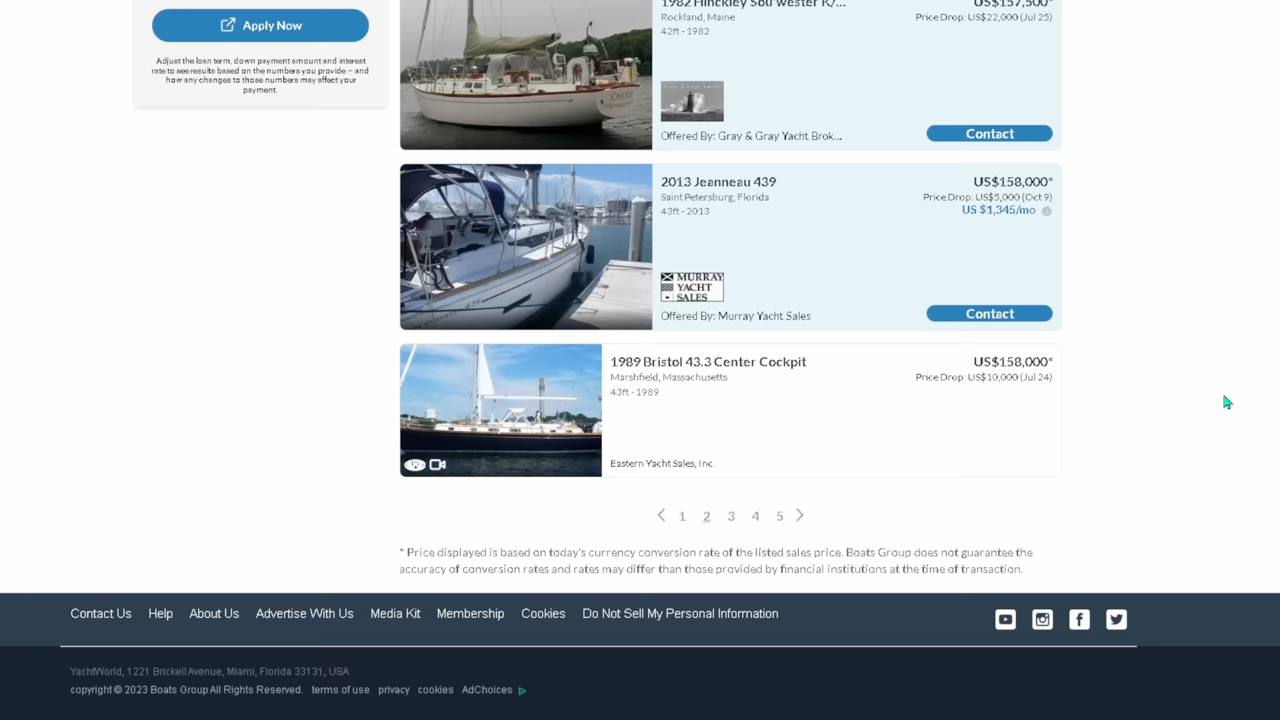 Apply Now
Adjust the loan term, down payment amount and interest
rate to see results based on the numbers you provide – and
how any changes to those numbers may affect your
payment.
1982 Hinckley Sou'wester R/...
US$157,500*
Rockland, Maine
Price Drop: US$22,000 (Jul 25)
42ft - 1982
Offered By: Gray & Gray Yacht Brok...
Contact
2013 Jeanneau 439
US$158,000*
Saint Petersburg, Florida
Price Drop: US$5,000 (Oct 9)
43ft - 2013
US $1,345/mo
MURRAY
YACHT
SALES
Offered By: Murray Yacht Sales
Contact
1989 Bristol 43.3 Center Cockpit
US$158,000*
Marshfield, Massachusetts
Price Drop: US$10,000 (Jul 24)
43ft - 1989
Eastern Yacht Sales, Inc.
1 2 3 4 5
* Price displayed is based on today's currency conversion rate of the listed sales price. Boats Group does not guarantee the
accuracy of conversion rates and rates may differ than those provided by financial institutions at the time of transaction.
Contact Us Help About Us Advertise With Us Media Kit Membership Cookies Do Not Sell My Personal Information
YachtWorld, 1221 Brickell Avenue, Miami, Florida 33131, USA
copyright © 2023 Boats Group All Rights Reserved. terms of use privacy cookies AdChoices